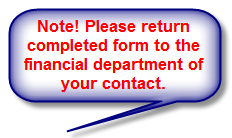 Note! Please return
completed form to the
financial department of
your contact.